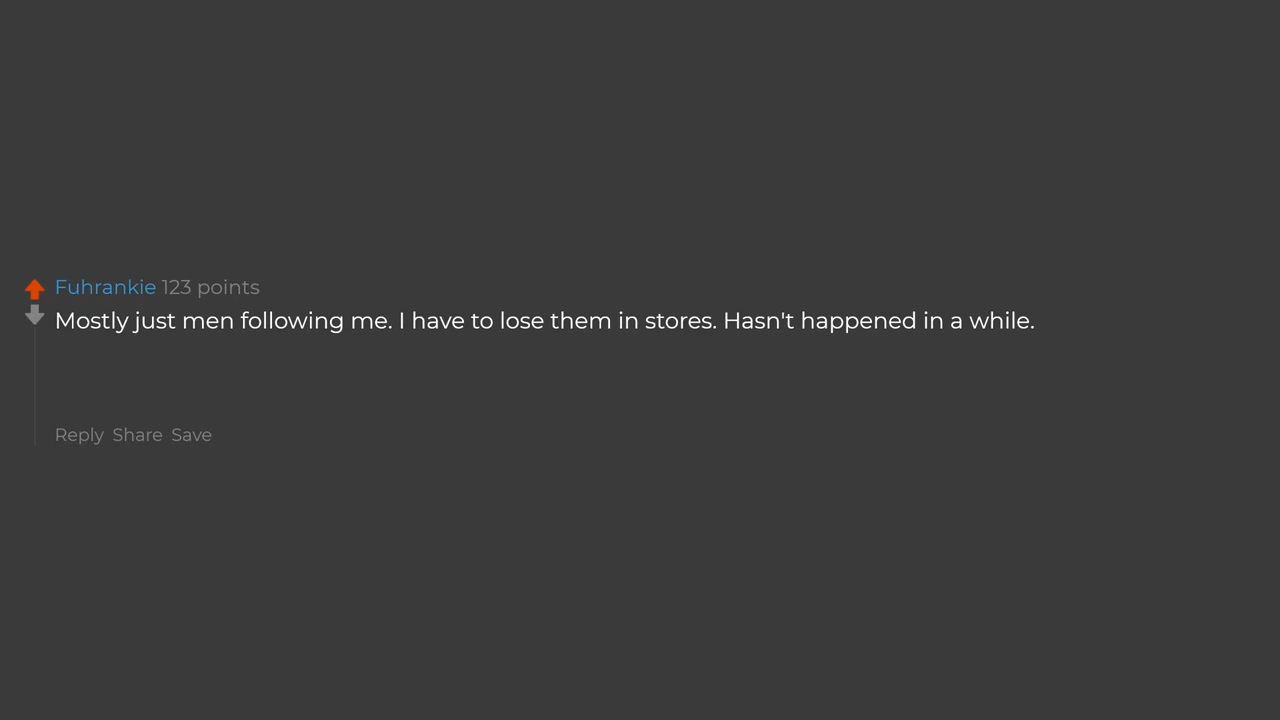 Fuhrankie 123 points
Mostly just men following me. I have to lose them in stores. Hasn't happened in a while.
Reply Share Save